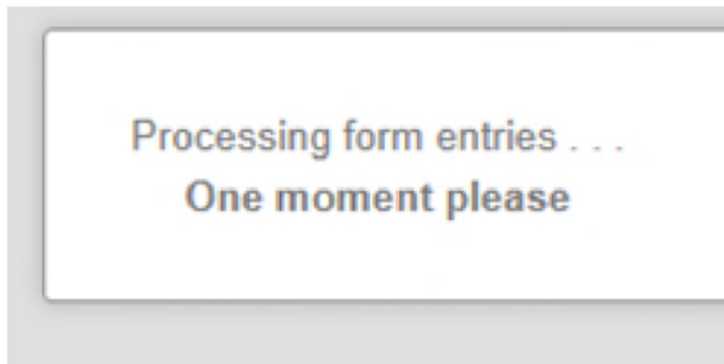 Processing form entries . . .
One moment please